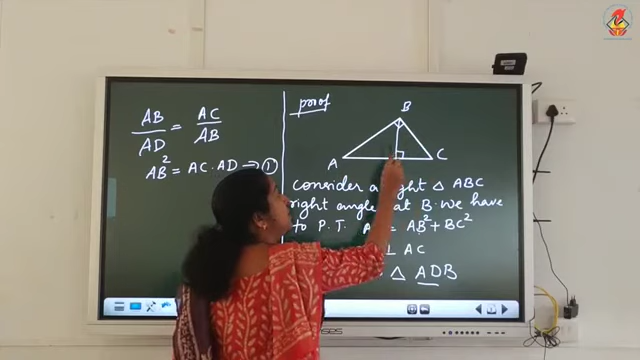 AB/AD = AC/AB
AB² = AC.AD → ①
proof
B
A
C
consider a right △ ABC
right angle at B. we have
to P.T. A = AB² + BC²
⊥ AC
△ ADB